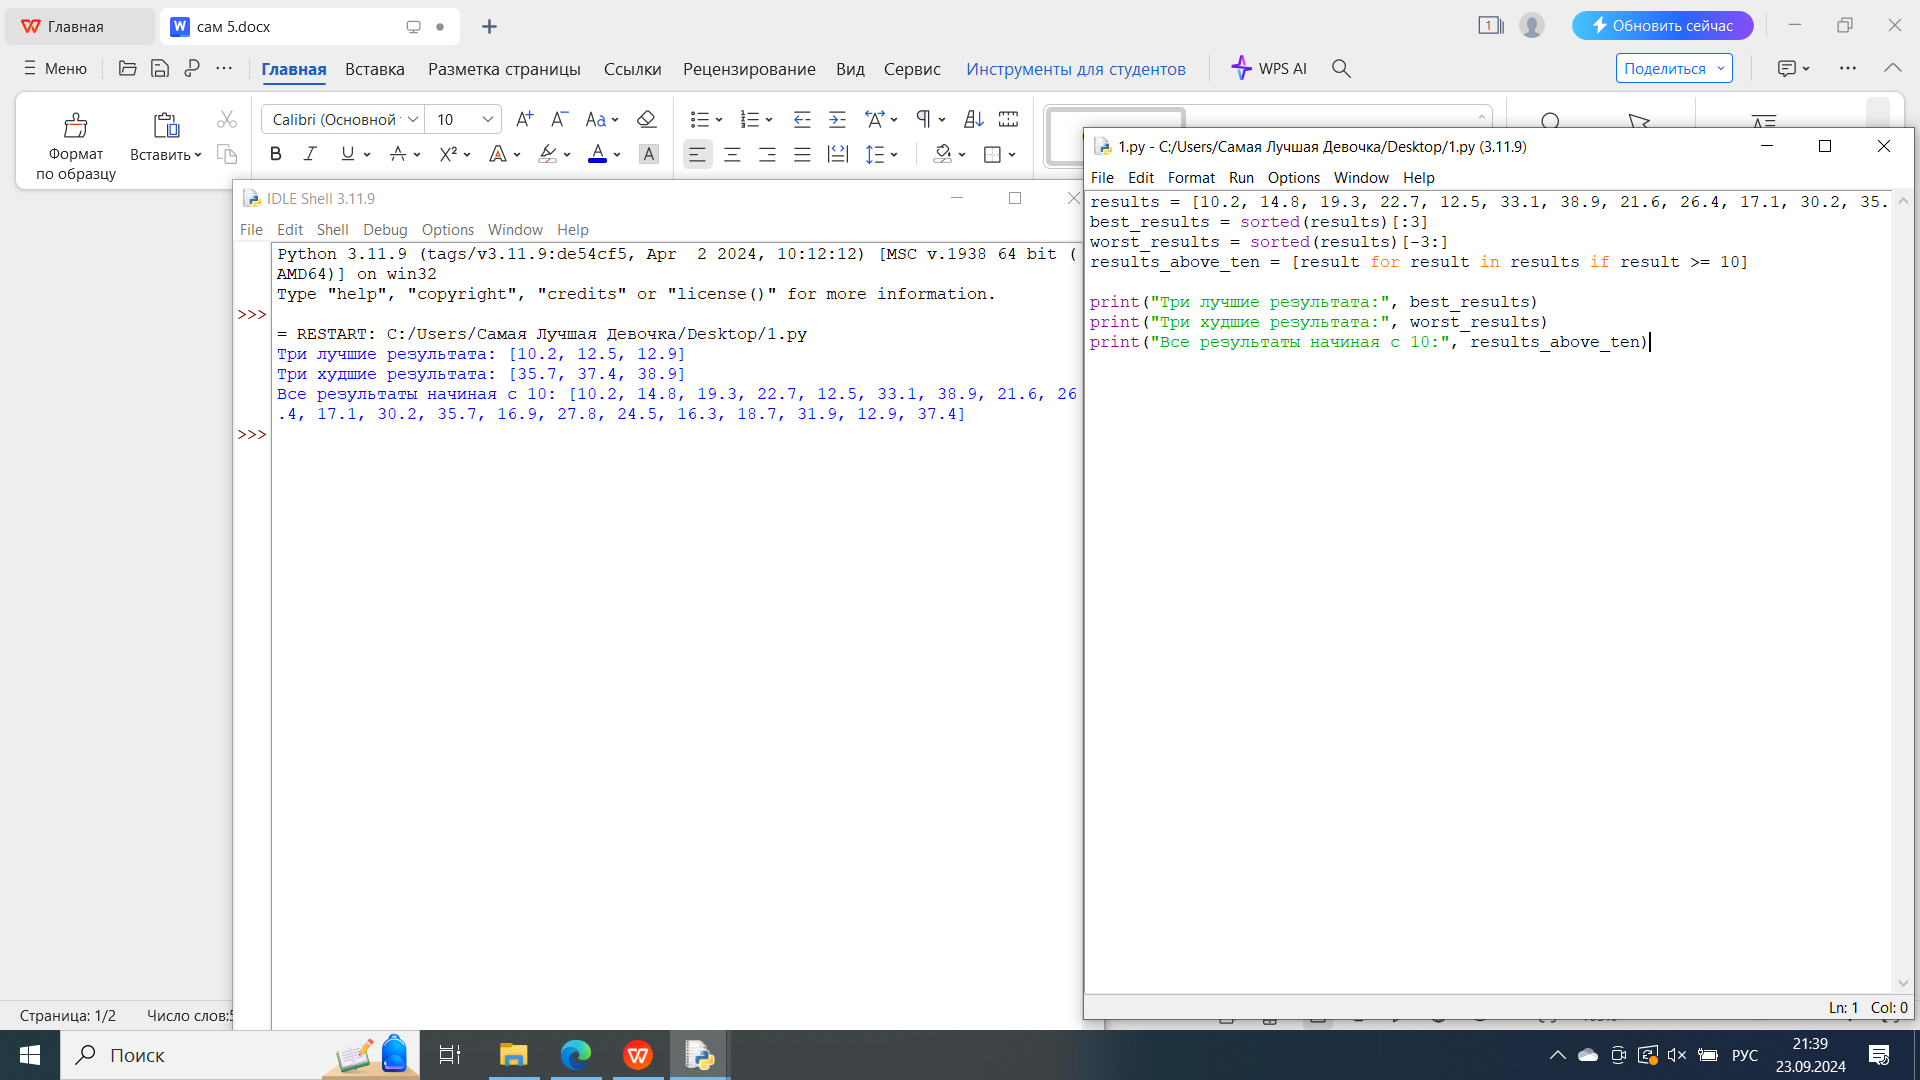 Главная
сам 5.docx
1
Обновить сейчас
Меню
Главная
Вставка
Разметка страницы
Ссылки
Рецензирование
Вид
Сервис
Инструменты для студентов
WPS AI
Поделиться
Формат
по образцу
Вставить
Calibri (Основной
10
1.py - C:/Users/Самая Лучшая Девочка/Desktop/1.py (3.11.9)
File Edit Format Run Options Window Help
results = [10.2, 14.8, 19.3, 22.7, 12.5, 33.1, 38.9, 21.6, 26.4, 17.1, 30.2, 35.
best_results = sorted(results)[:3]
worst_results = sorted(results)[-3:]
results_above_ten = [result for result in results if result >= 10]
print("Три лучшие результата:", best_results)
print("Три худшие результата:", worst_results)
print("Все результаты начиная с 10:", results_above_ten)
Ln: 1 Col: 0
IDLE Shell 3.11.9
File Edit Shell Debug Options Window Help
Python 3.11.9 (tags/v3.11.9:de54cf5, Apr  2 2024, 10:12:12) [MSC v.1938 64 bit (
AMD64)] on win32
Type "help", "copyright", "credits" or "license()" for more information.
>>>
= RESTART: C:/Users/Самая Лучшая Девочка/Desktop/1.py
Три лучшие результата: [10.2, 12.5, 12.9]
Три худшие результата: [35.7, 37.4, 38.9]
Все результаты начиная с 10: [10.2, 14.8, 19.3, 22.7, 12.5, 33.1, 38.9, 21.6, 26
.4, 17.1, 30.2, 35.7, 16.9, 27.8, 24.5, 16.3, 18.7, 31.9, 12.9, 37.4]
>>>
Страница: 1/2
Число слов:
Поиск
РУС
21:39
23.09.2024